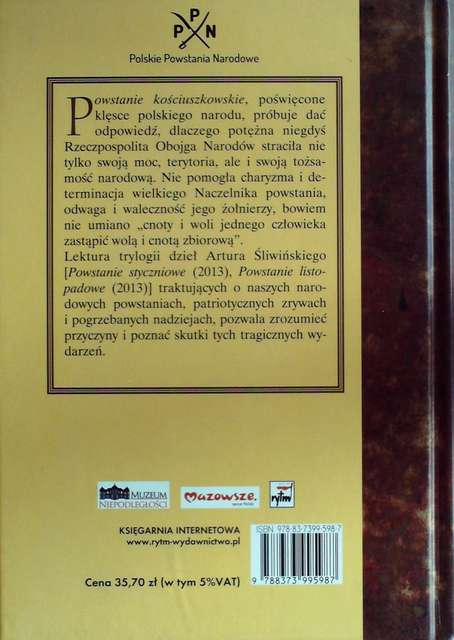 P P N
Polskie Powstania Narodowe
Powstanie kościuszkowskie, poświęcone
klęsce polskiego narodu, próbuje dać
odpowiedź, dlaczego potężna niegdyś
Rzeczpospolita Obojga Narodów straciła nie
tylko swoją moc, terytoria, ale i swoją tożsa-
mość narodową. Nie pomogła charyzma i de-
terminacja wielkiego Naczelnika powstania,
odwaga i waleczność jego żołnierzy, bowiem
nie umiano „cnoty i woli jednego człowieka
zastąpić wolą i cnotą zbiorową”.
Lektura trylogii dzieł Artura Śliwińskiego
[Powstanie styczniowe (2013), Powstanie listo-
padowe (2013)] traktujących o naszych naro-
dowych powstaniach, patriotycznych zrywach
i pogrzebanych nadziejach, pozwala zrozumieć
przyczyny i poznać skutki tych tragicznych wy-
darzeń.
MUZEUM
NIEPODLEGŁOŚCI
Mazowsze.
serce Polski
rytm
KSIĘGARNIA INTERNETOWA
www.rytm-wydawnictwo.pl
ISBN 978-83-7399-598-7
9 788373 995987
Cena 35,70 zł (w tym 5%VAT)